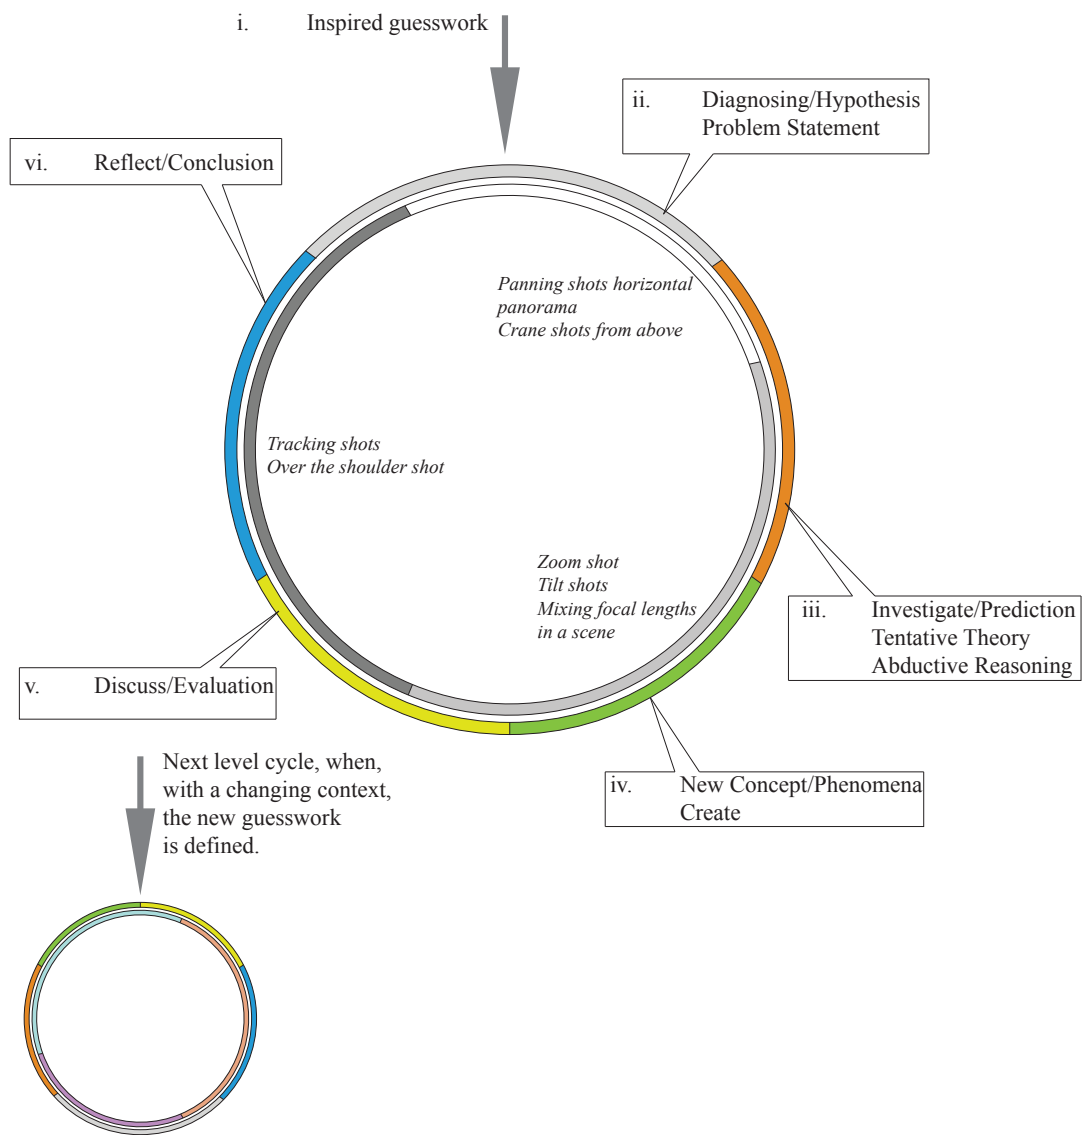 i. Inspired guesswork
ii. Diagnosing/Hypothesis
Problem Statement
vi. Reflect/Conclusion
Panning shots horizontal
panorama
Crane shots from above
Tracking shots
Over the shoulder shot
Zoom shot
Tilt shots
Mixing focal lengths
in a scene
iii. Investigate/Prediction
Tentative Theory
Abductive Reasoning
v. Discuss/Evaluation
iv. New Concept/Phenomena
Create
Next level cycle, when,
with a changing context,
the new guesswork
is defined.